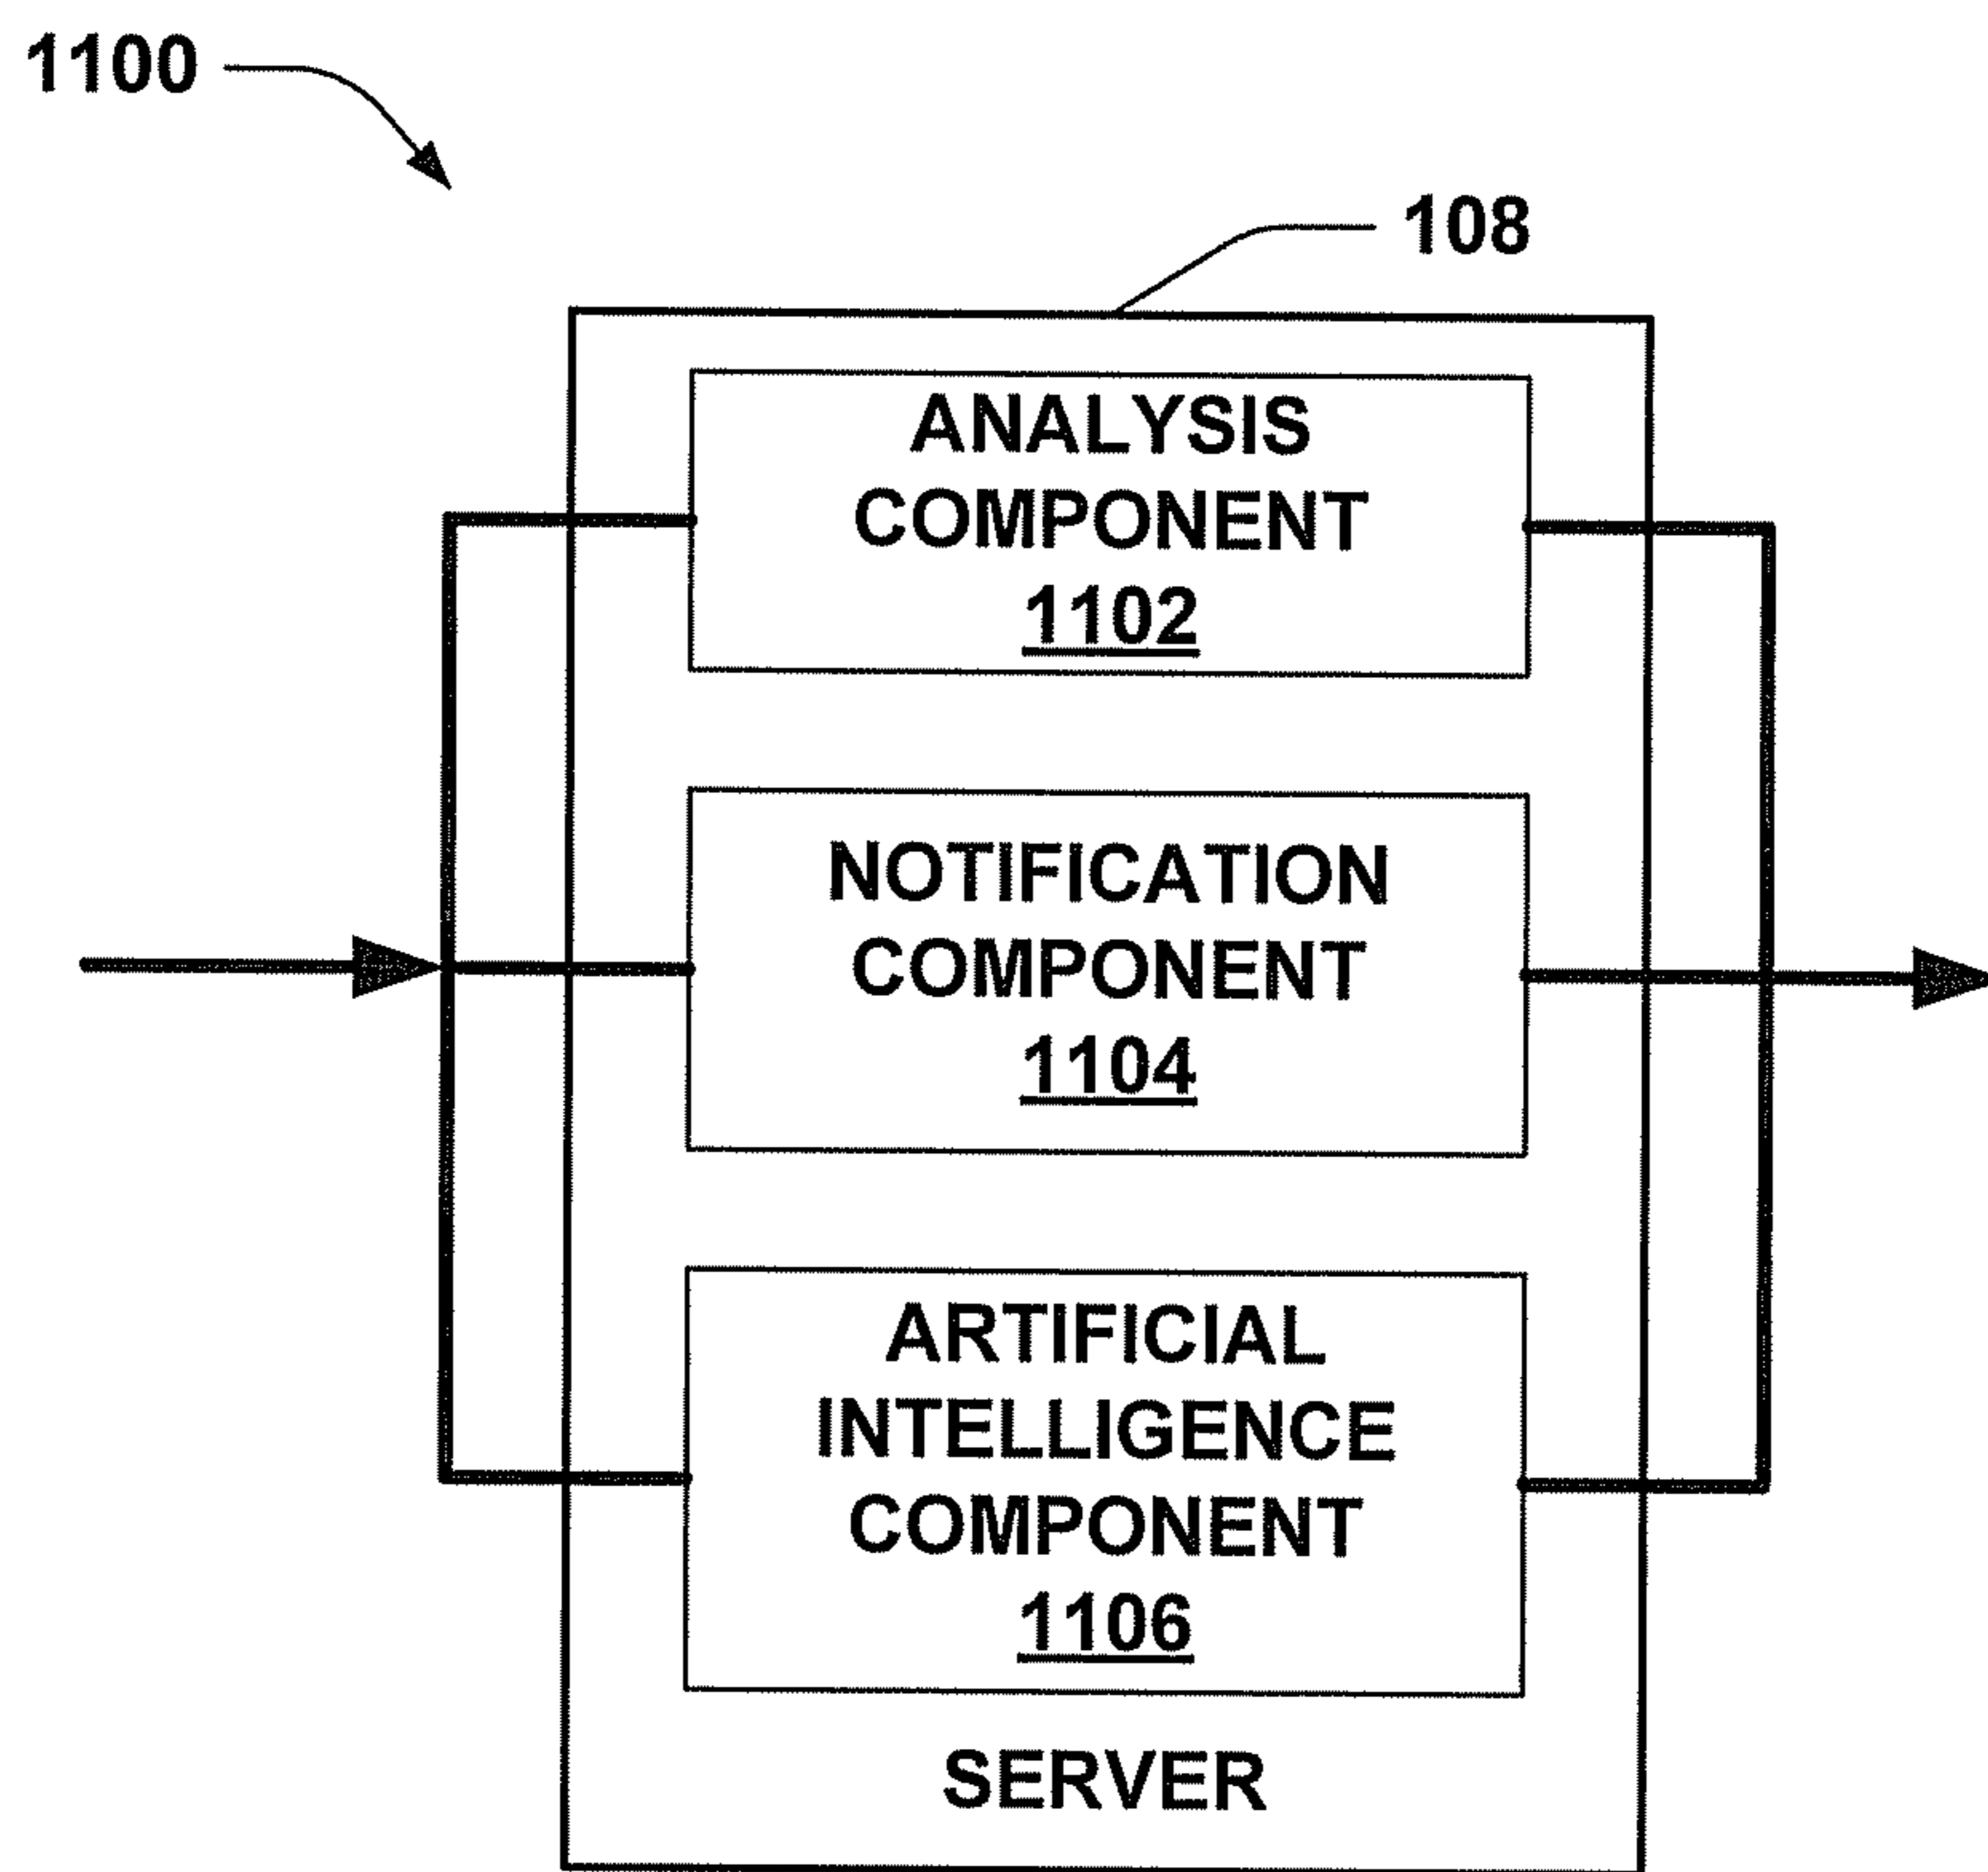 1100
108
ANALYSIS
COMPONENT
1102
NOTIFICATION
COMPONENT
1104
ARTIFICIAL
INTELLIGENCE
COMPONENT
1106
SERVER